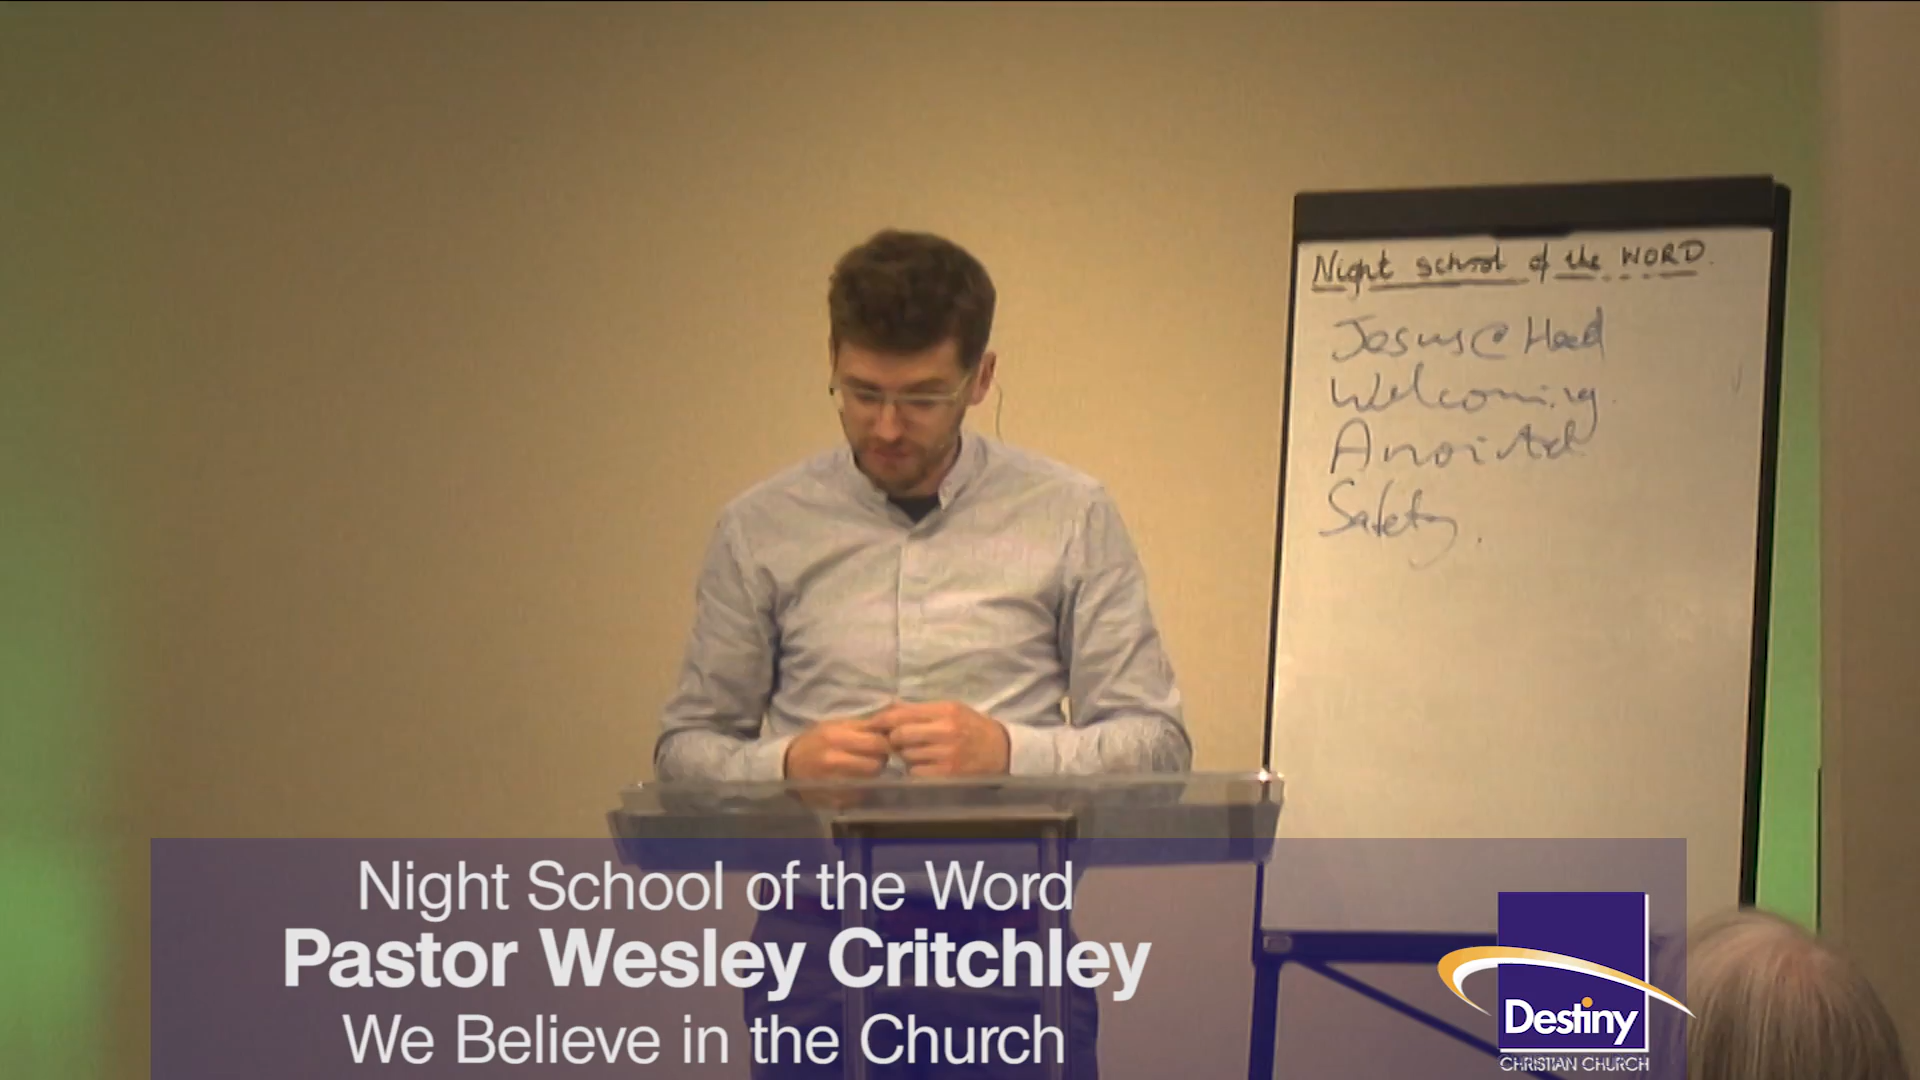 Night school of the WORD.
Jesus @ Head
Welcoming.
Anointed
Safety.
Night School of the Word
Pastor Wesley Critchley
We Believe in the Church
Destiny
CHRISTIAN CHURCH